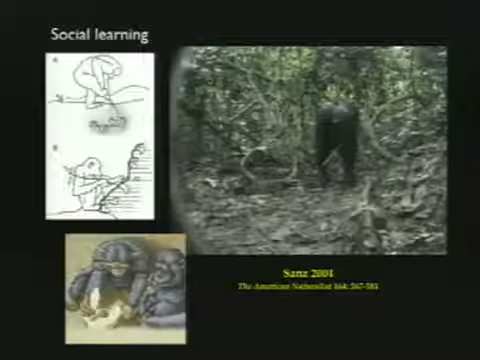 Social learning
A
B
Sanz 2004
The American Naturalist 164: 567-581